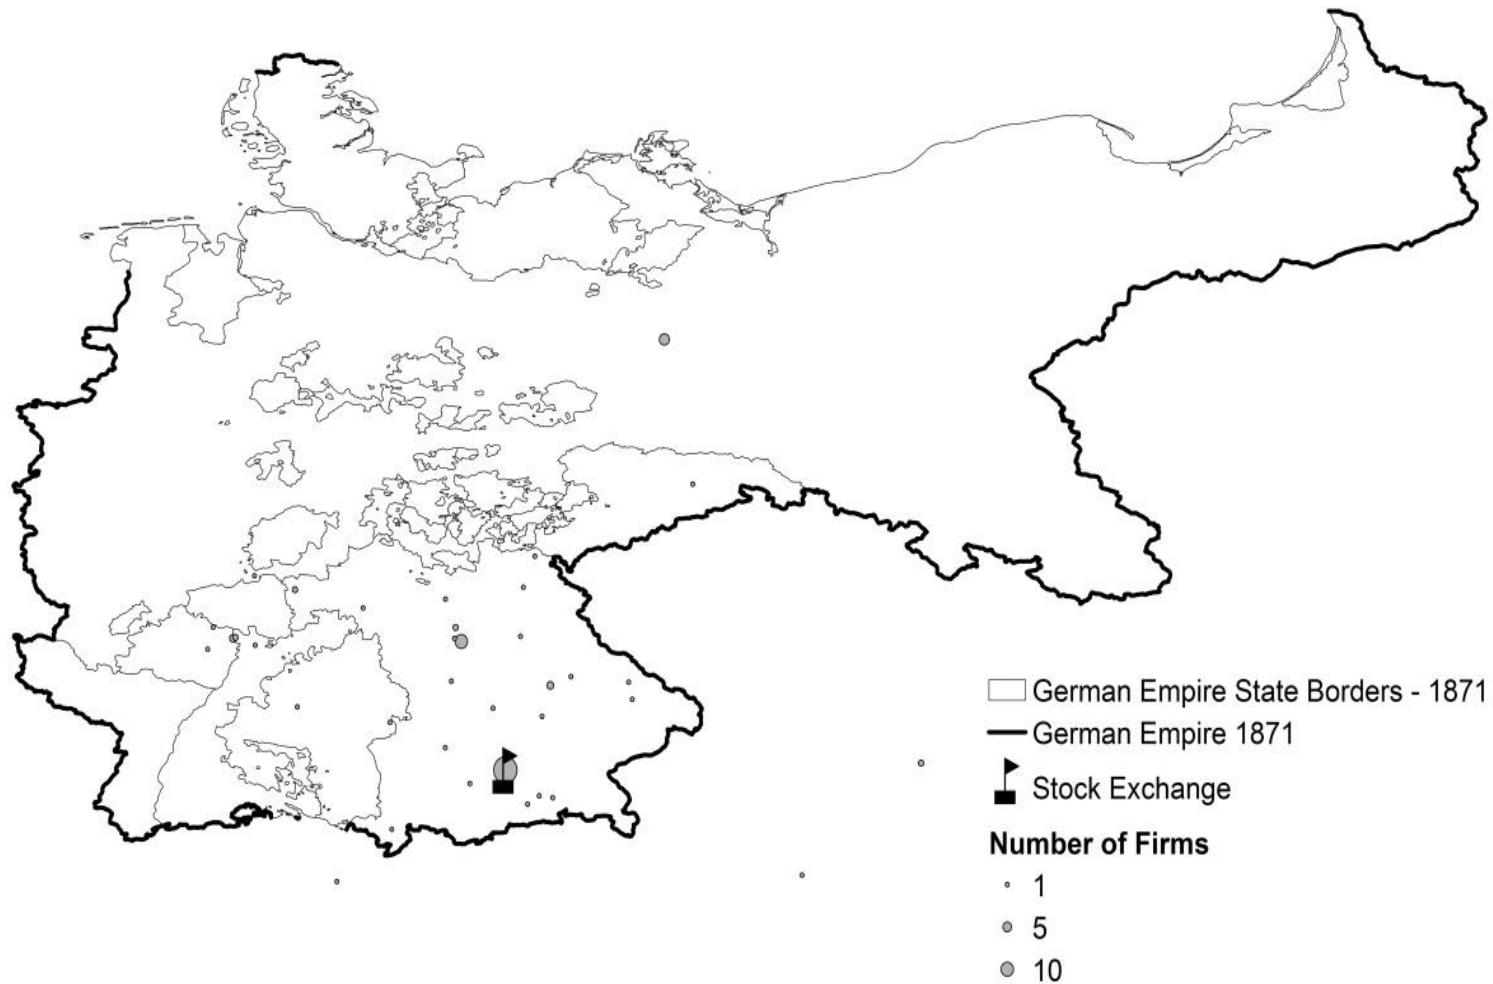 German Empire State Borders - 1871
German Empire 1871
Stock Exchange
Number of Firms
1
5
10